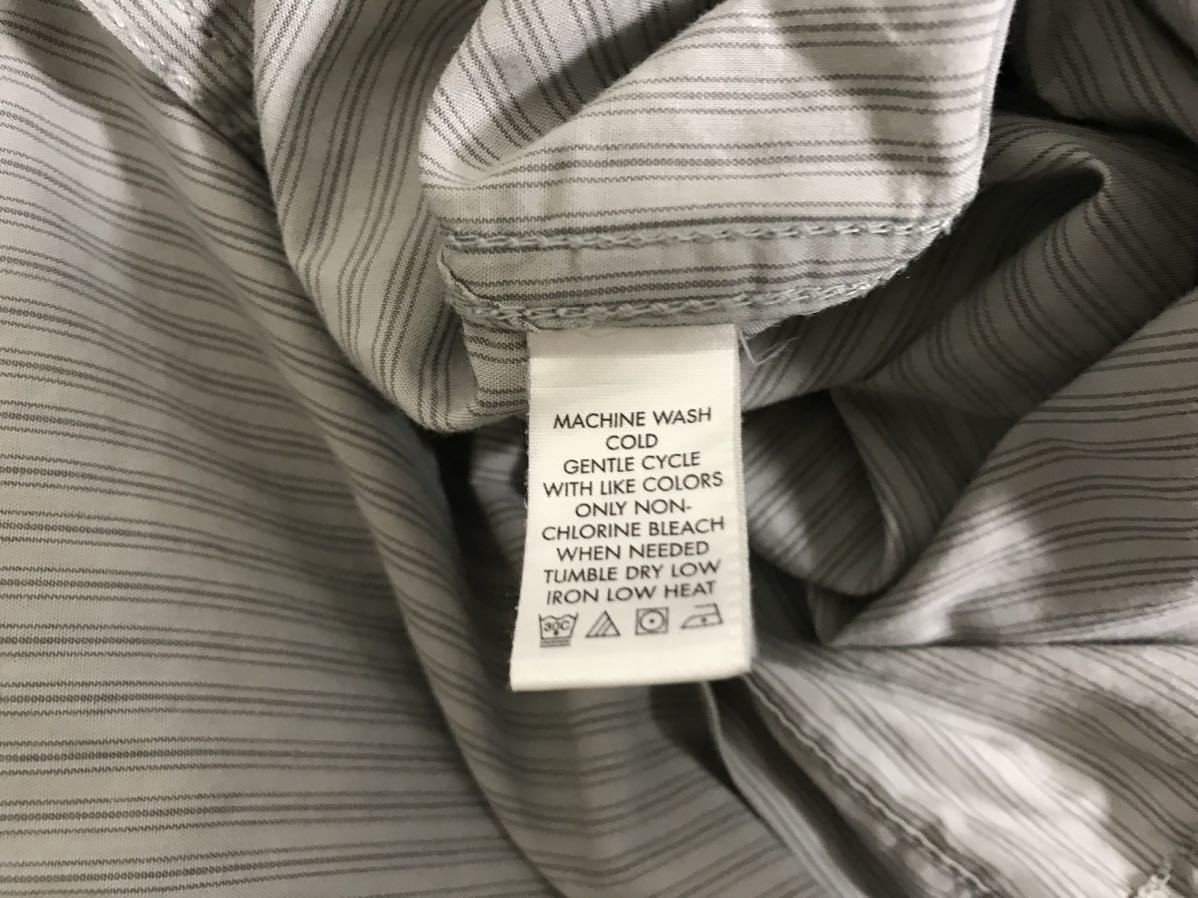 MACHINE WASH
COLD
GENTLE CYCLE
WITH LIKE COLORS
ONLY NON-
CHLORINE BLEACH
WHEN NEEDED
TUMBLE DRY LOW
IRON LOW HEAT
30C